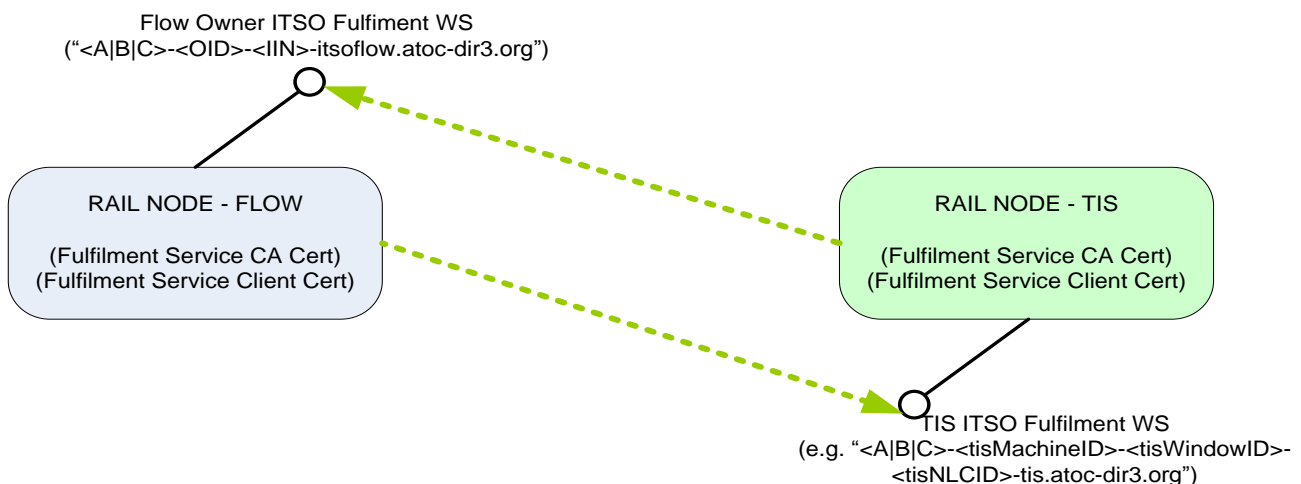 Flow Owner ITSO Fulfiment WS
(“<A|B|C>-<OID>-<IIN>-itsoflow.atoc-dir3.org”)
RAIL NODE - FLOW
(Fulfilment Service CA Cert)
(Fulfilment Service Client Cert)
RAIL NODE - TIS
(Fulfilment Service CA Cert)
(Fulfilment Service Client Cert)
TIS ITSO Fulfilment WS
(e.g. “<A|B|C>-<tisMachineID>-<tisWindowID>-
<tisNLCID>-tis.atoc-dir3.org”)